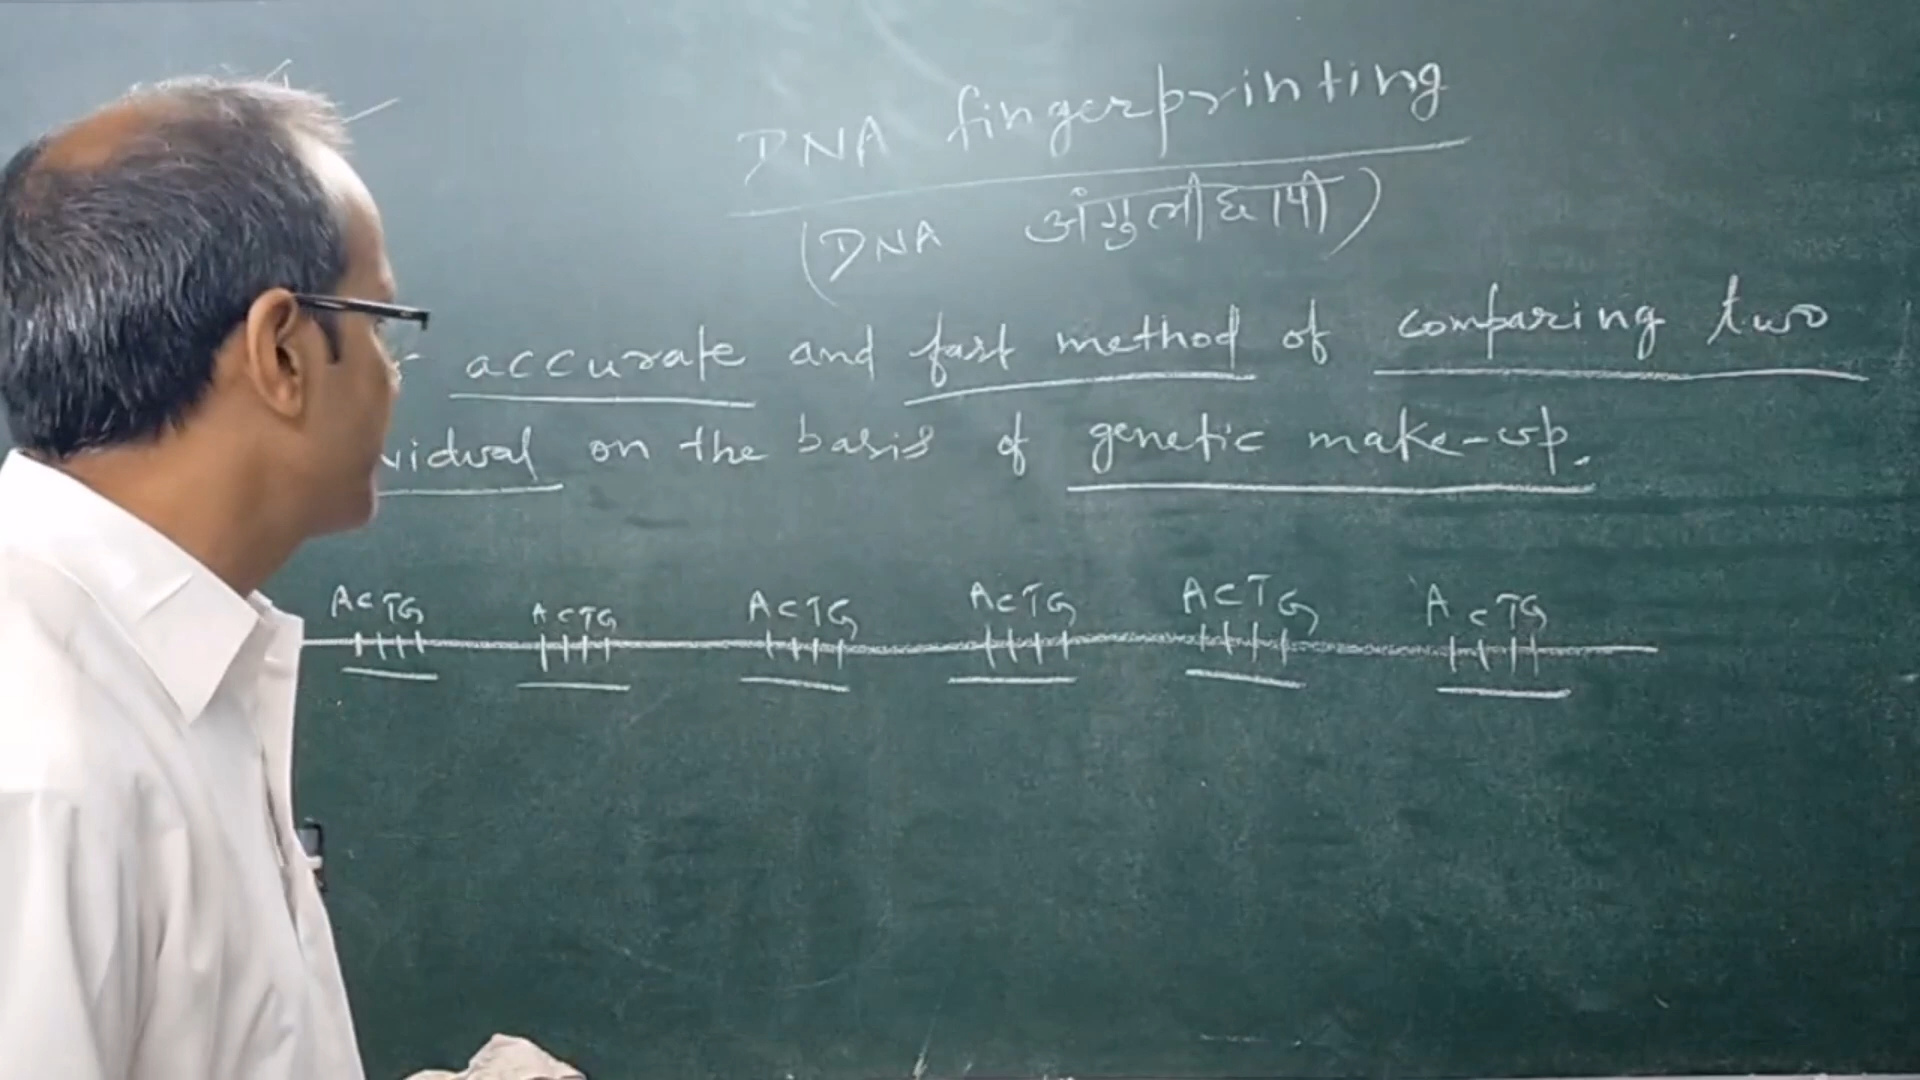 DNA fingerprinting
(DNA अंगुलीछापी)
accurate and fast method of comparing two
vidual on the basis of genetic make-up.
ACTG ACTG ACTG ACTG ACTG ACTG